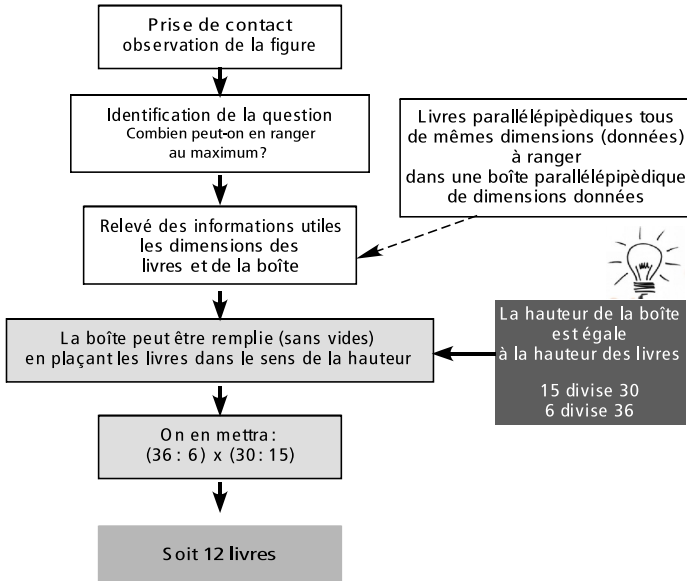 Prise de contact
observation de la figure
Identification de la question
Combien peut-on en ranger
au maximum?
Livres parallélépipèdiques tous
de mêmes dimensions (données)
à ranger
dans une boîte parallélépipèdique
de dimensions données
Relevé des informations utiles
les dimensions des
livres et de la boîte
La boîte peut être remplie (sans vides)
en plaçant les livres dans le sens de la hauteur
La hauteur de la boîte
est égale
à la hauteur des livres
15 divise 30
6 divise 36
On en mettra:
(36 : 6) x (30 : 15)
Soit 12 livres